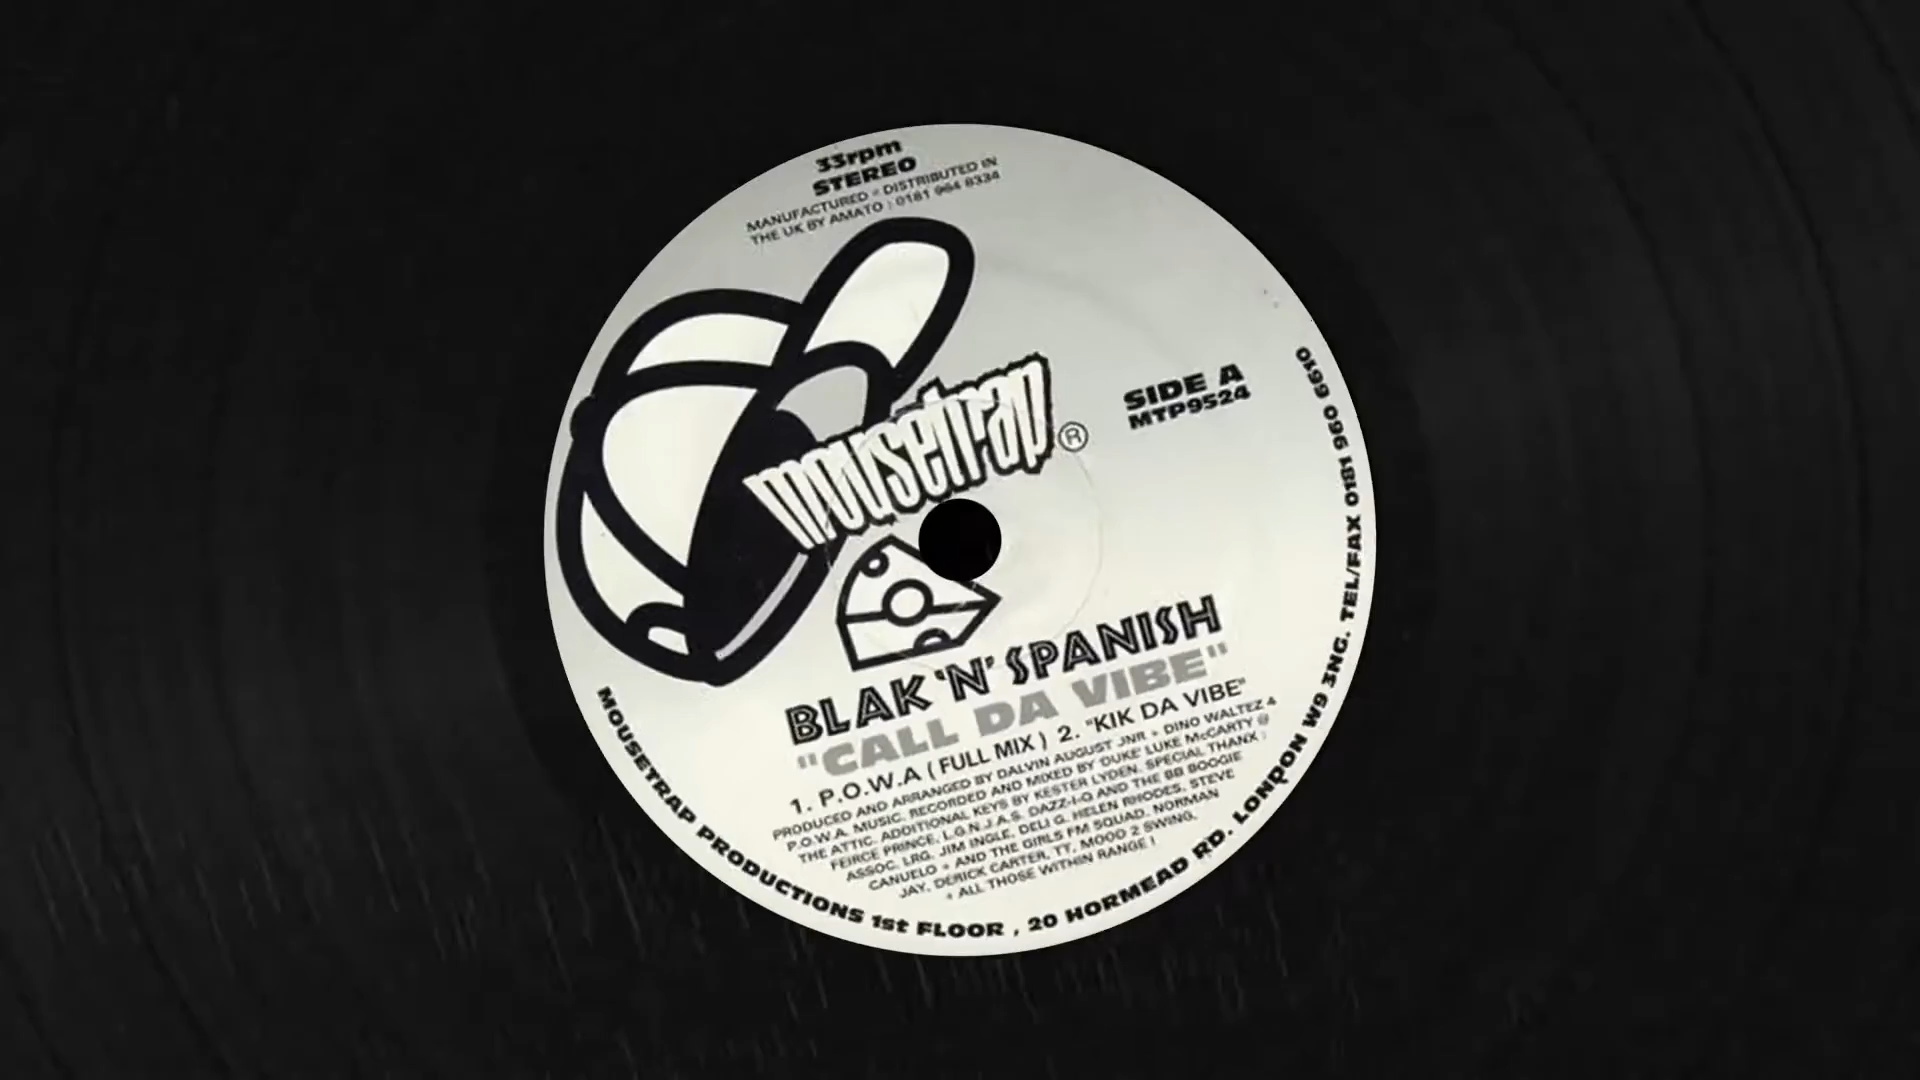 33rpm
STEREO
MANUFACTURED + DISTRIBUTED IN
THE UK BY AMATO : 0181 964 8334
mousetrap ®
SIDE A
MTP9524
BLAK 'N' SPANISH
"CALL DA VIBE"
1. P.O.W.A ( FULL MIX ) 2. "KIK DA VIBE"
PRODUCED AND ARRANGED BY DALVIN AUGUST JNR + DINO WALTEZ 4
P.O.W.A. MUSIC. RECORDED AND MIXED BY 'DUKE' LUKE McCARTY @
THE ATTIC. ADDITIONAL KEYS BY KESTER LYDEN. SPECIAL THANX :
FEIRCE PRINCE, L.G.N.J.A.S. DAZZ-I-Q AND THE BB BOOGIE
ASSOC. LRG, JIM INGLE, DELI G. HELEN RHODES. STEVE
CANUELO + AND THE GIRLS FM SQUAD. NORMAN
JAY, DERICK CARTER, TT, MOOD 2 SWING,
+ ALL THOSE WITHIN RANGE !
MOUSETRAP PRODUCTIONS 1st FLOOR , 20 HORMEAD RD. LONDON W9 3NG. TEL/FAX 0181 960 6610